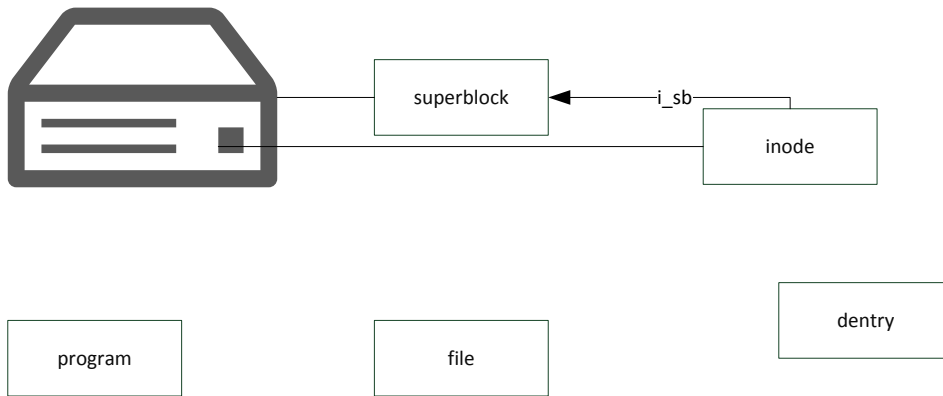 superblock
i_sb
inode
dentry
program
file